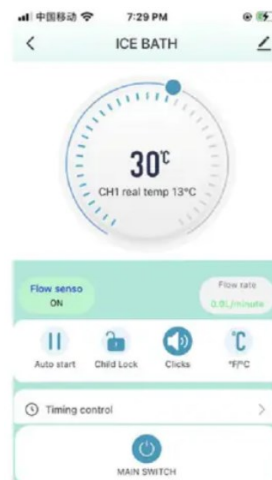 中国移动 7:29 PM
ICE BATH
30℃
CH1 real temp 13°C
Flow senso
ON
Flow rate
0.0L/minute
Auto start
Child Lock
Clicks
℃
°F/°C
Timing control
MAIN SWITCH